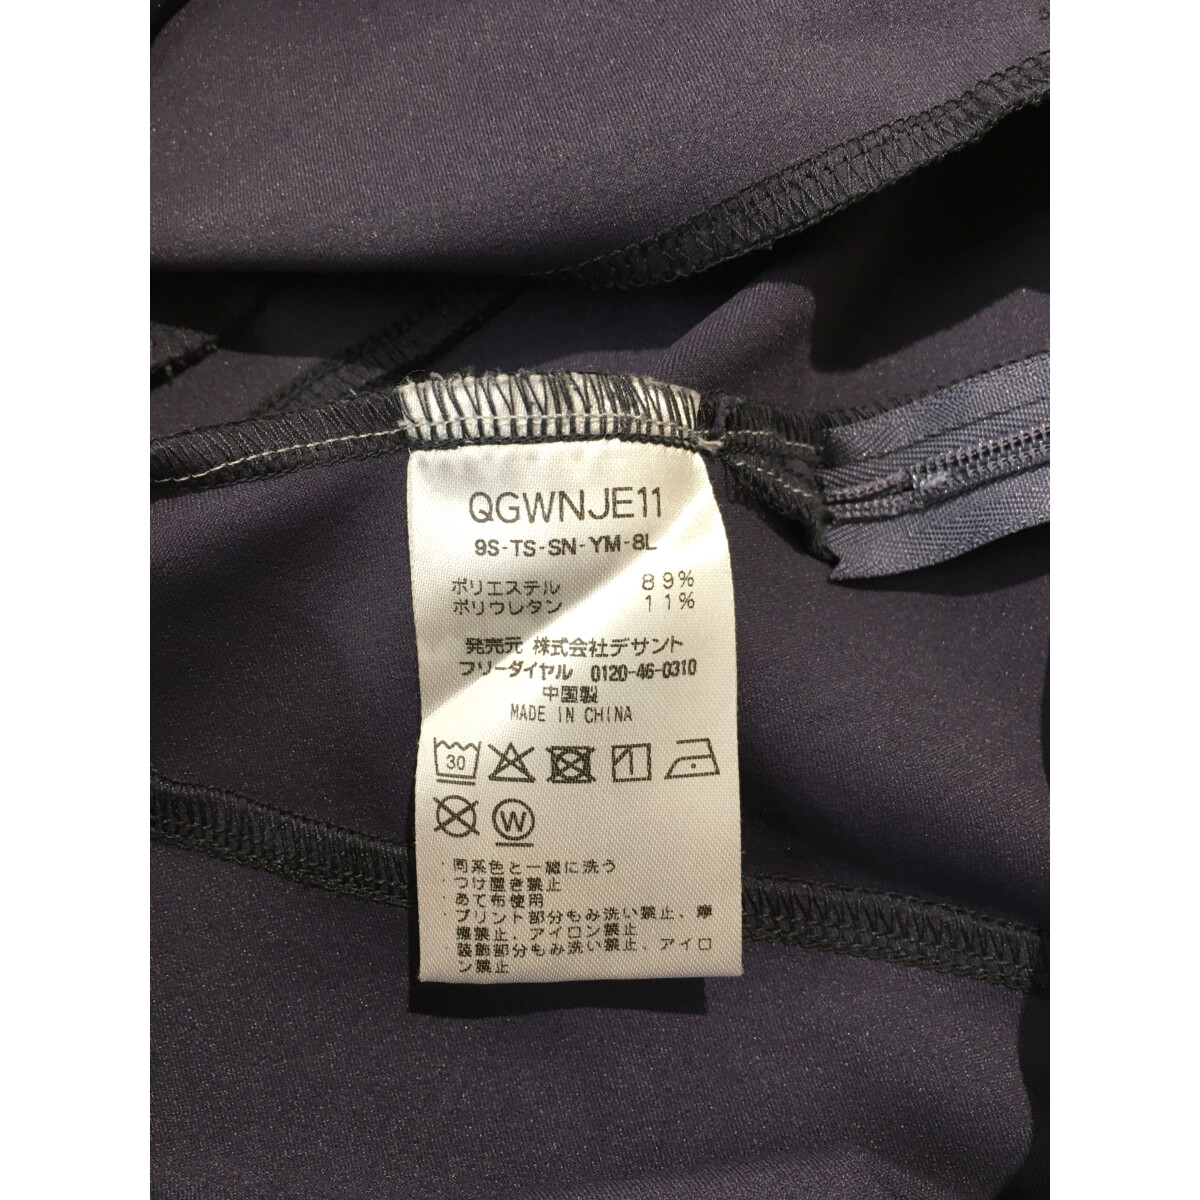 QGWNJE11
9S-TS-SN-YM-8L
ポリエステル 89%
ポリウレタン 11%
発売元 株式会社デサント
フリーダイヤル 0120-46-0310
中国製
MADE IN CHINA
30
W
・同系色と一緒に洗う
・つけ置き禁止
・あて布使用
・プリント部分もみ洗い禁止、摩
擦禁止、アイロン禁止
・装飾部分もみ洗い禁止、アイロ
ン禁止